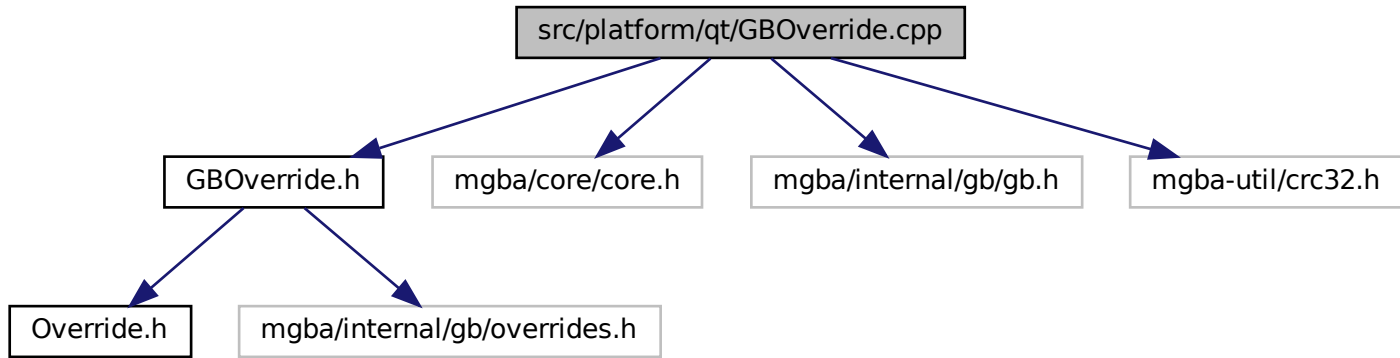 src/platform/qt/GBOverride.cpp
GBOverride.h
mgba/core/core.h
mgba/internal/gb/gb.h
mgba-util/crc32.h
Override.h
mgba/internal/gb/overrides.h